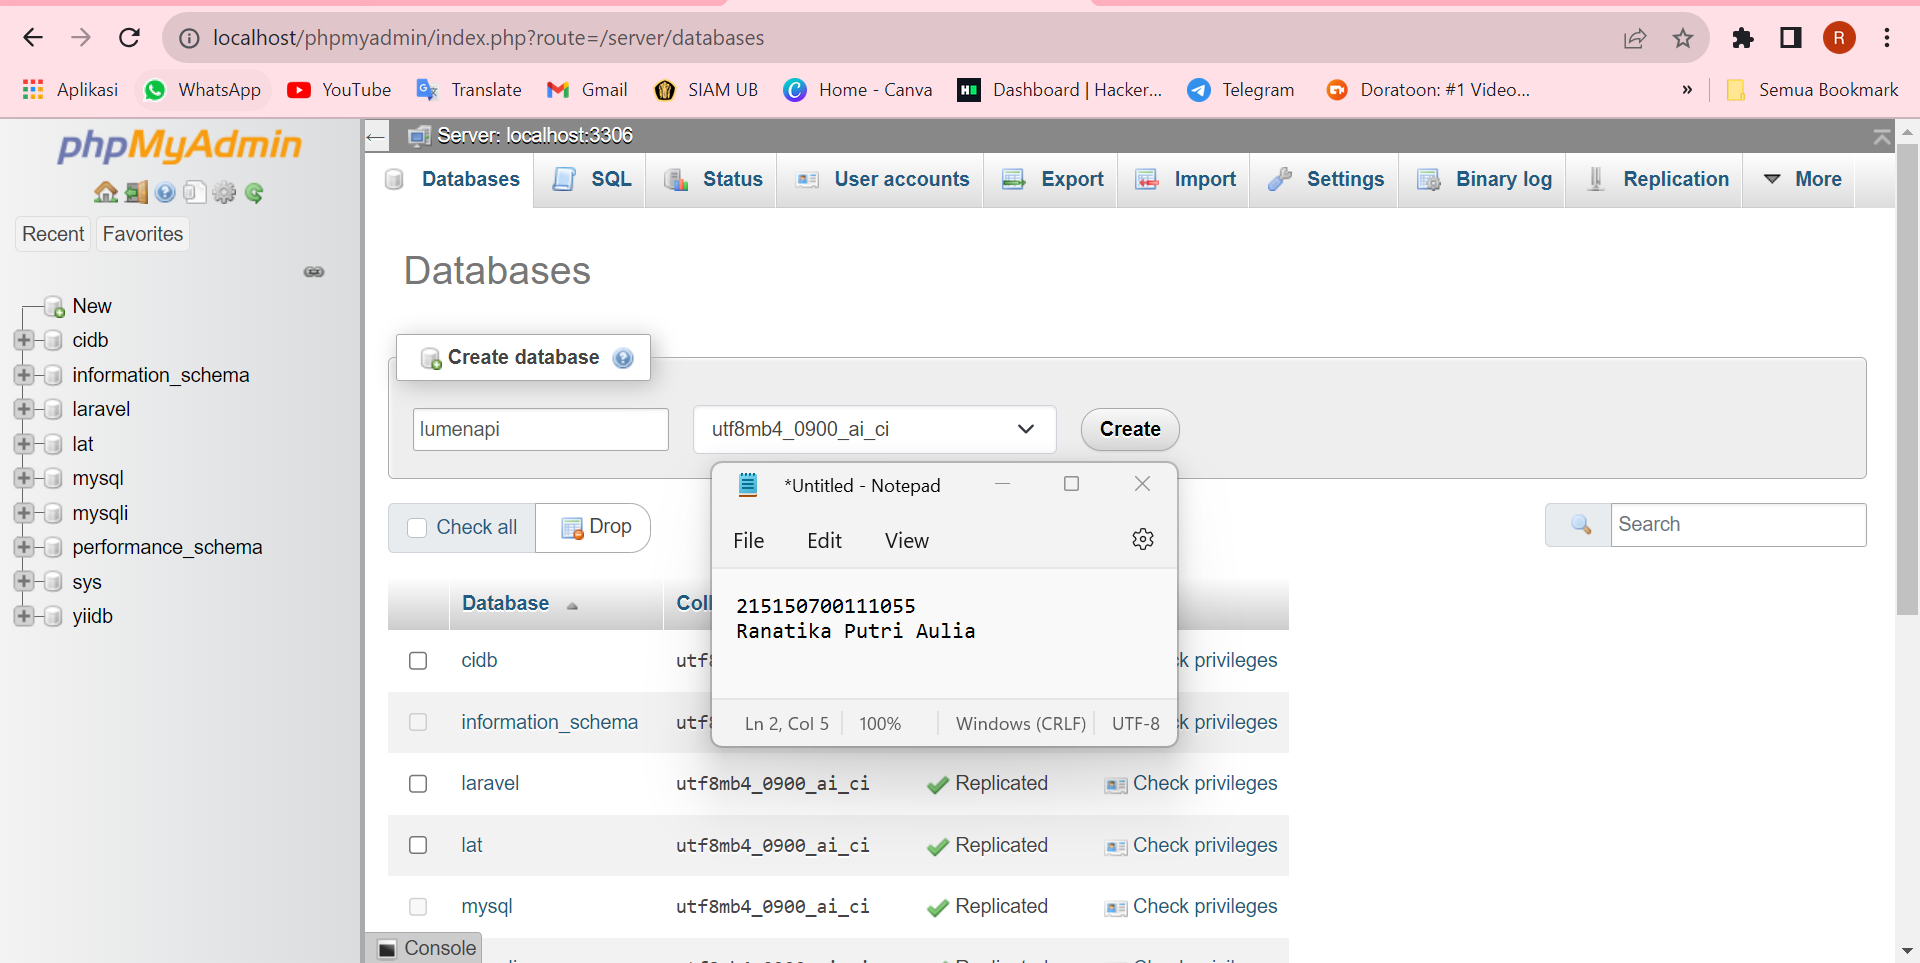 localhost/phpmyadmin/index.php?route=/server/databases
R
Aplikasi WhatsApp YouTube Translate Gmail SIAM UB Home - Canva Dashboard | Hacker... Telegram Doratoon: #1 Video... » Semua Bookmark
phpMyAdmin
Recent Favorites
New
cidb
information_schema
laravel
lat
mysql
mysqli
performance_schema
sys
yiidb
Server: localhost:3306
Databases SQL Status User accounts Export Import Settings Binary log Replication More
Databases
Create database
lumenapi utf8mb4_0900_ai_ci Create
Check all Drop
Search
Database Coll
cidb utf8 ck privileges
information_schema utf8 ck privileges
laravel utf8mb4_0900_ai_ci Replicated Check privileges
lat utf8mb4_0900_ai_ci Replicated Check privileges
mysql utf8mb4_0900_ai_ci Replicated Check privileges
Console
*Untitled - Notepad
File Edit View
215150700111055
Ranatika Putri Aulia
Ln 2, Col 5 100% Windows (CRLF) UTF-8